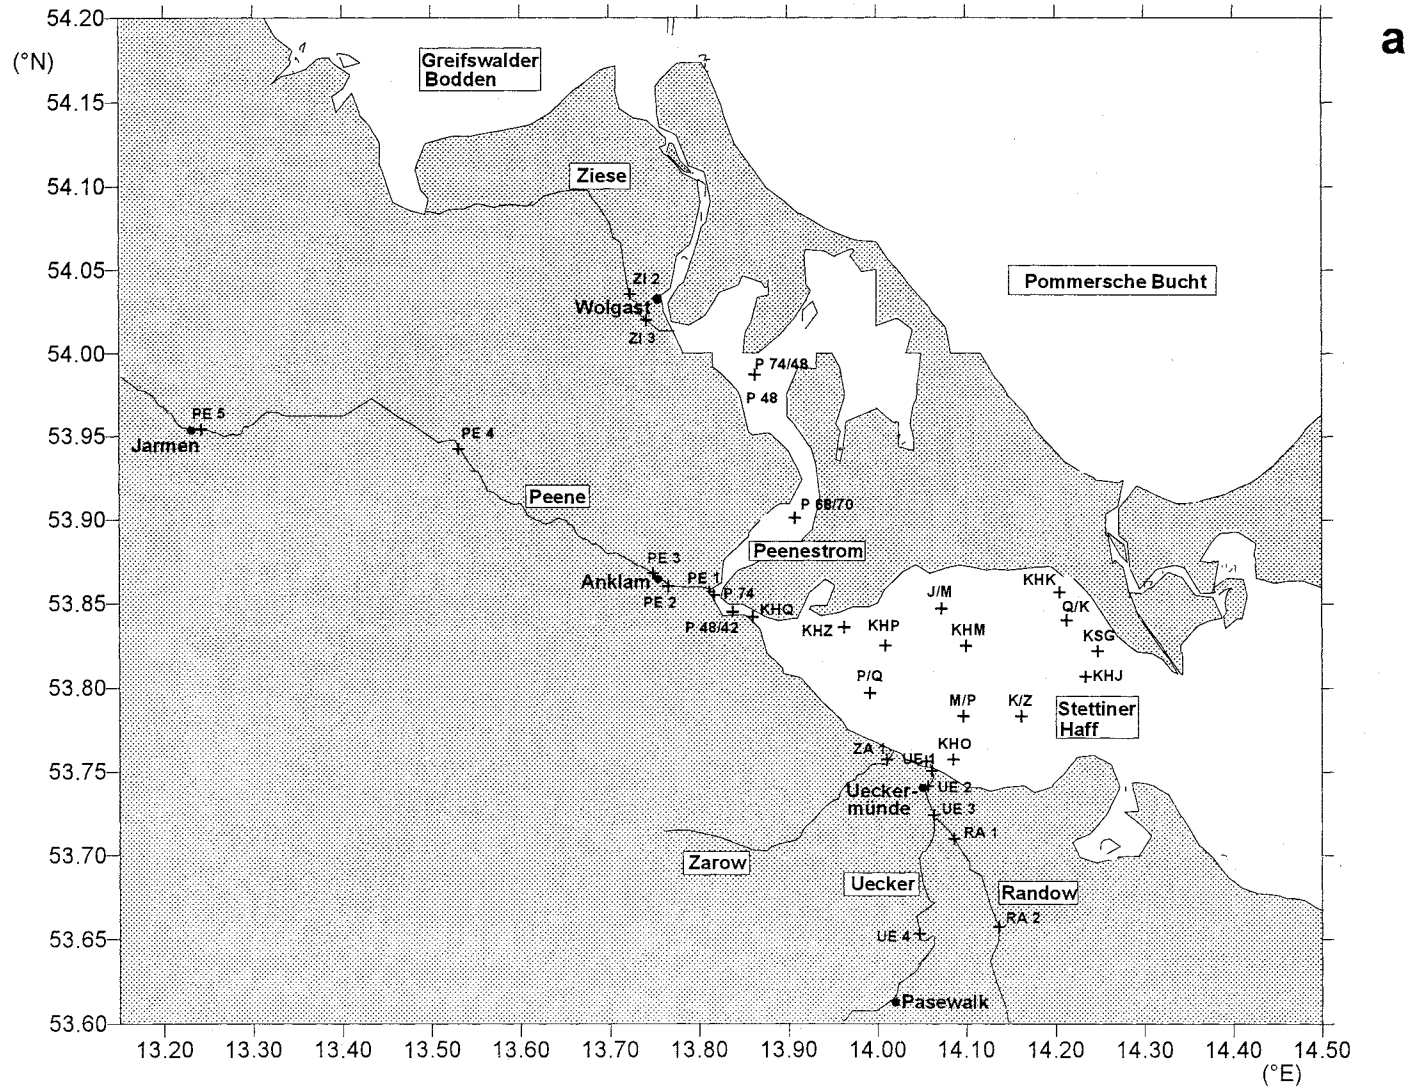 54.20
a
(°N)
Greifswalder
Bodden
54.15
Ziese
54.10
54.05
Pommersche Bucht
ZI 2
Wolgast
ZI 3
54.00
P 74/48
P 48
PE 5
Jarmen
53.95
PE 4
Peene
53.90
P 68/70
Peenestrom
PE 3
Anklam
PE 2
PE 1
P 74
KHQ
P 48/42
53.85
KHK
J/M
Q/K
KHZ
KHP
KHM
KSG
P/Q
KHJ
53.80
M/P
K/Z
Stettiner
Haff
ZA 1
UE 1
KHO
53.75
Uecker-
münde
UE 2
UE 3
RA 1
53.70
Zarow
Uecker
Randow
RA 2
53.65
UE 4
Pasewalk
53.60
13.20
13.30
13.40
13.50
13.60
13.70
13.80
13.90
14.00
14.10
14.20
14.30
14.40
14.50
(°E)